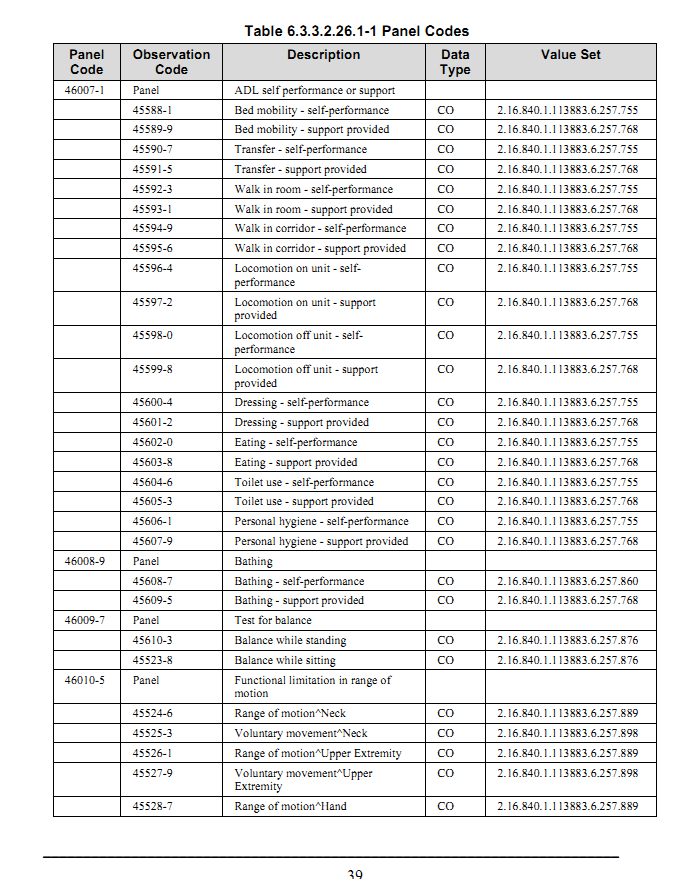 Table 6.3.3.2.26.1-1 Panel Codes
Panel Code Observation Code Description Data Type Value Set
46007-1 Panel ADL self performance or support
45588-1 Bed mobility - self-performance CO 2.16.840.1.113883.6.257.755
45589-9 Bed mobility - support provided CO 2.16.840.1.113883.6.257.768
45590-7 Transfer - self-performance CO 2.16.840.1.113883.6.257.755
45591-5 Transfer - support provided CO 2.16.840.1.113883.6.257.768
45592-3 Walk in room - self-performance CO 2.16.840.1.113883.6.257.755
45593-1 Walk in room - support provided CO 2.16.840.1.113883.6.257.768
45594-9 Walk in corridor - self-performance CO 2.16.840.1.113883.6.257.755
45595-6 Walk in corridor - support provided CO 2.16.840.1.113883.6.257.768
45596-4 Locomotion on unit - self- CO 2.16.840.1.113883.6.257.755
performance
45597-2 Locomotion on unit - support CO 2.16.840.1.113883.6.257.768
provided
45598-0 Locomotion off unit - self- CO 2.16.840.1.113883.6.257.755
performance
45599-8 Locomotion off unit - support CO 2.16.840.1.113883.6.257.768
provided
45600-4 Dressing - self-performance CO 2.16.840.1.113883.6.257.755
45601-2 Dressing - support provided CO 2.16.840.1.113883.6.257.768
45602-0 Eating - self-performance CO 2.16.840.1.113883.6.257.755
45603-8 Eating - support provided CO 2.16.840.1.113883.6.257.768
45604-6 Toilet use - self-performance CO 2.16.840.1.113883.6.257.755
45605-3 Toilet use - support provided CO 2.16.840.1.113883.6.257.768
45606-1 Personal hygiene - self-performance CO 2.16.840.1.113883.6.257.755
45607-9 Personal hygiene - support provided CO 2.16.840.1.113883.6.257.768
46008-9 Panel Bathing
45608-7 Bathing - self-performance CO 2.16.840.1.113883.6.257.860
45609-5 Bathing - support provided CO 2.16.840.1.113883.6.257.768
46009-7 Panel Test for balance
45610-3 Balance while standing CO 2.16.840.1.113883.6.257.876
45523-8 Balance while sitting CO 2.16.840.1.113883.6.257.876
46010-5 Panel Functional limitation in range of
motion
45524-6 Range of motion^Neck CO 2.16.840.1.113883.6.257.889
45525-3 Voluntary movement^Neck CO 2.16.840.1.113883.6.257.898
45526-1 Range of motion^Upper Extremity CO 2.16.840.1.113883.6.257.889
45527-9 Voluntary movement^Upper CO 2.16.840.1.113883.6.257.898
Extremity
45528-7 Range of motion^Hand CO 2.16.840.1.113883.6.257.889
39